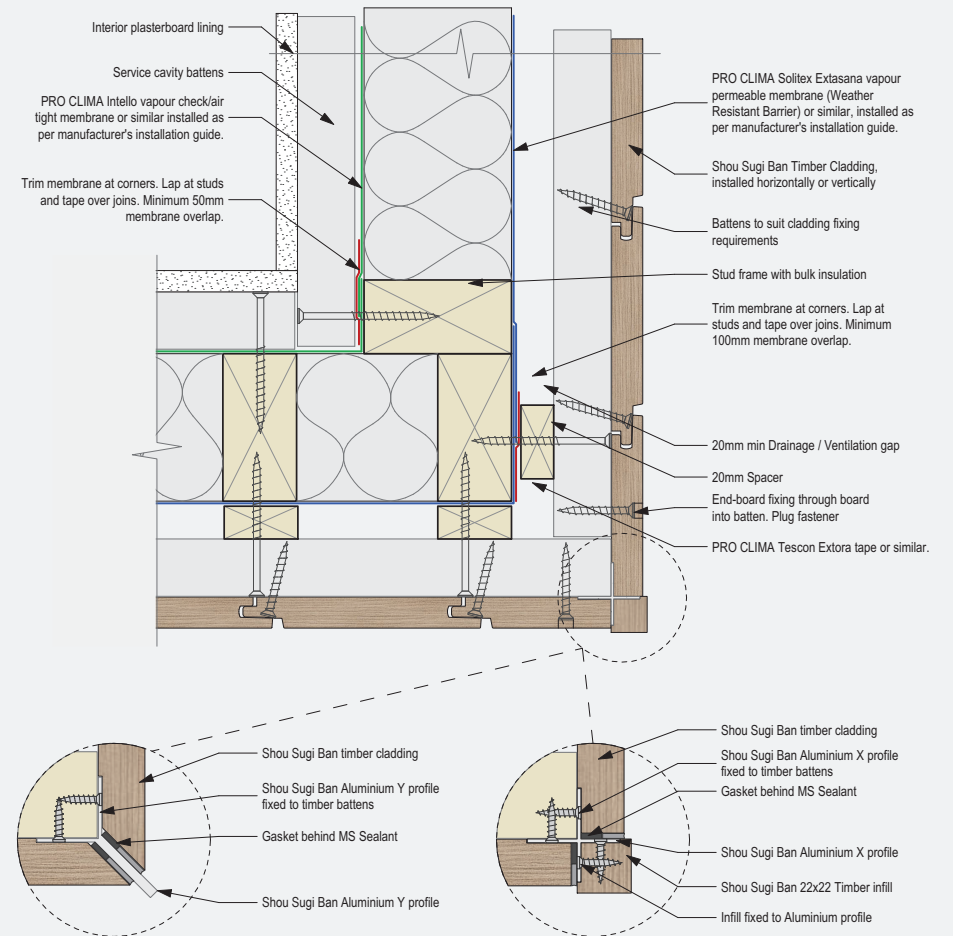 Interior plasterboard lining
Service cavity battens
PRO CLIMA Intello vapour check/air
tight membrane or similar installed as
per manufacturer's installation guide.
Trim membrane at corners. Lap at studs
and tape over joins. Minimum 50mm
membrane overlap.
PRO CLIMA Solitex Extasana vapour
permeable membrane (Weather
Resistant Barrier) or similar, installed as
per manufacturer's installation guide.
Shou Sugi Ban Timber Cladding,
installed horizontally or vertically
Battens to suit cladding fixing
requirements
Stud frame with bulk insulation
Trim membrane at corners. Lap at
studs and tape over joins. Minimum
100mm membrane overlap.
20mm min Drainage / Ventilation gap
20mm Spacer
End-board fixing through board
into batten. Plug fastener
PRO CLIMA Tescon Extora tape or similar.
Shou Sugi Ban timber cladding
Shou Sugi Ban Aluminium Y profile
fixed to timber battens
Gasket behind MS Sealant
Shou Sugi Ban Aluminium Y profile
Shou Sugi Ban timber cladding
Shou Sugi Ban Aluminium X profile
fixed to timber battens
Gasket behind MS Sealant
Shou Sugi Ban Aluminium X profile
Shou Sugi Ban 22x22 Timber infill
Infill fixed to Aluminium profile